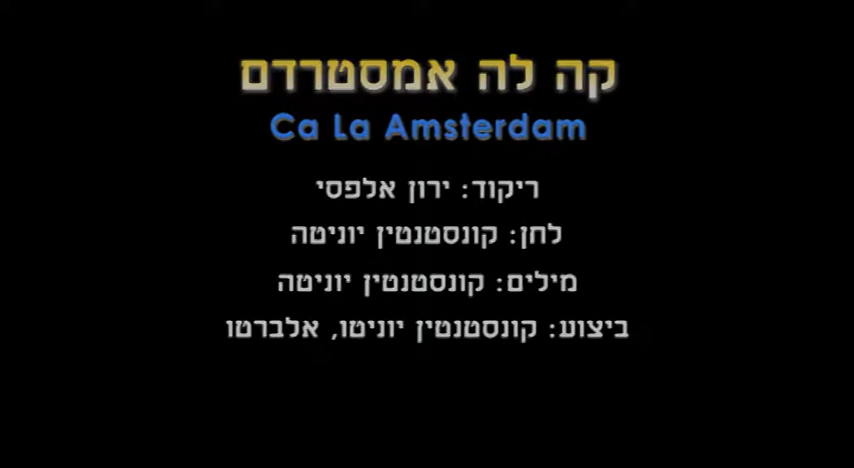 קה לה אמסטרדם
Ca La Amsterdam
ריקוד: ירון אלפסי
לחן: קונסטנטין יוניטה
מילים: קונסטנטין יוניטה
ביצוע: קונסטנטין יוניטו, אלברטו